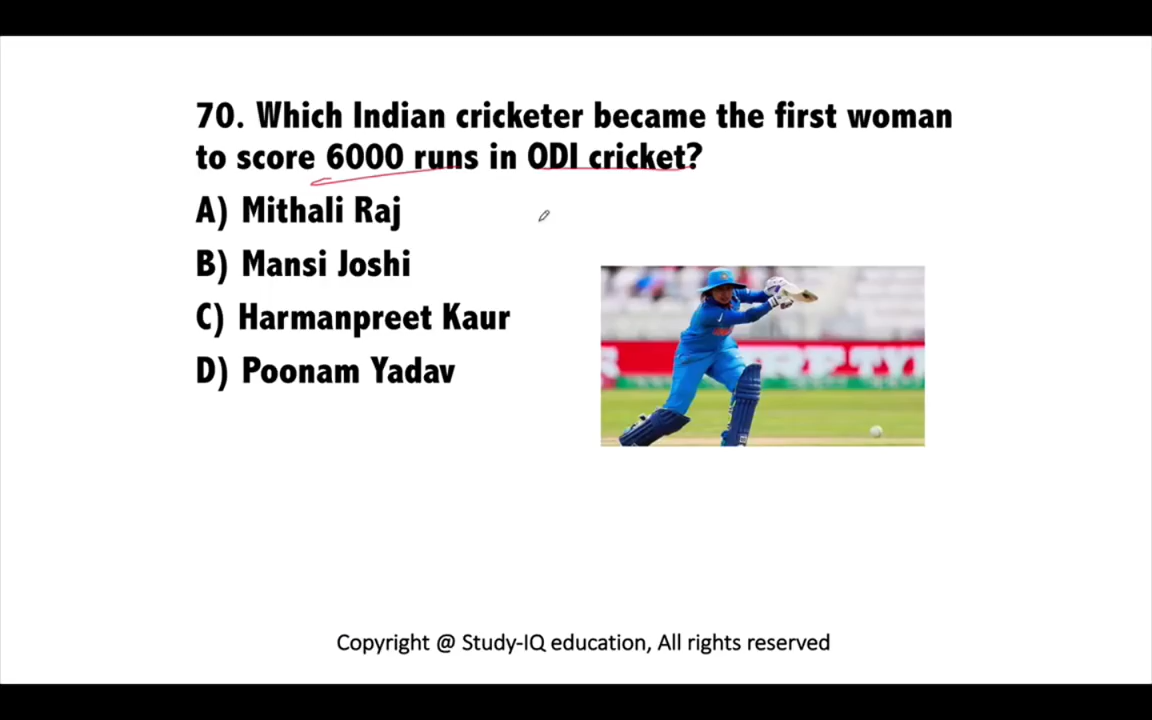 70. Which Indian cricketer became the first woman
to score 6000 runs in ODI cricket?
A) Mithali Raj
B) Mansi Joshi
C) Harmanpreet Kaur
D) Poonam Yadav
Copyright @ Study-IQ education, All rights reserved